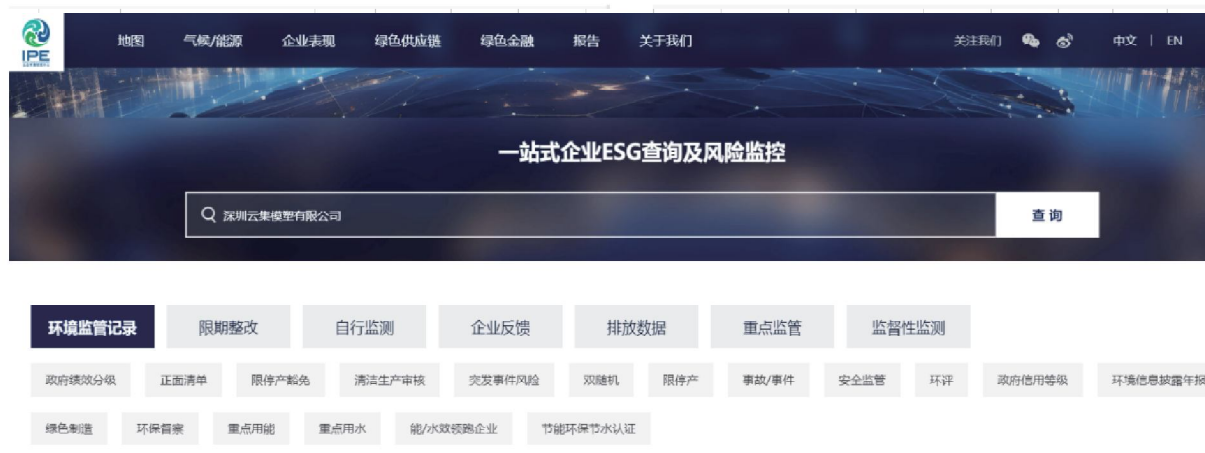 IPE
地图 气候/能源 企业表现 绿色供应链 绿色金融 报告 关于我们 关注我们 中文 | EN
一站式企业ESG查询及风险监控
深圳云集模塑有限公司 查询
环境监管记录 限期整改 自行监测 企业反馈 排放数据 重点监管 监督性监测
政府绩效分级 正面清单 限停产豁免 清洁生产审核 突发事件风险 双随机 限停产 事故/事件 安全监管 环评 政府信用等级 环境信息披露年报
绿色制造 环保督察 重点用能 重点用水 能/水效领跑企业 节能环保节水认证